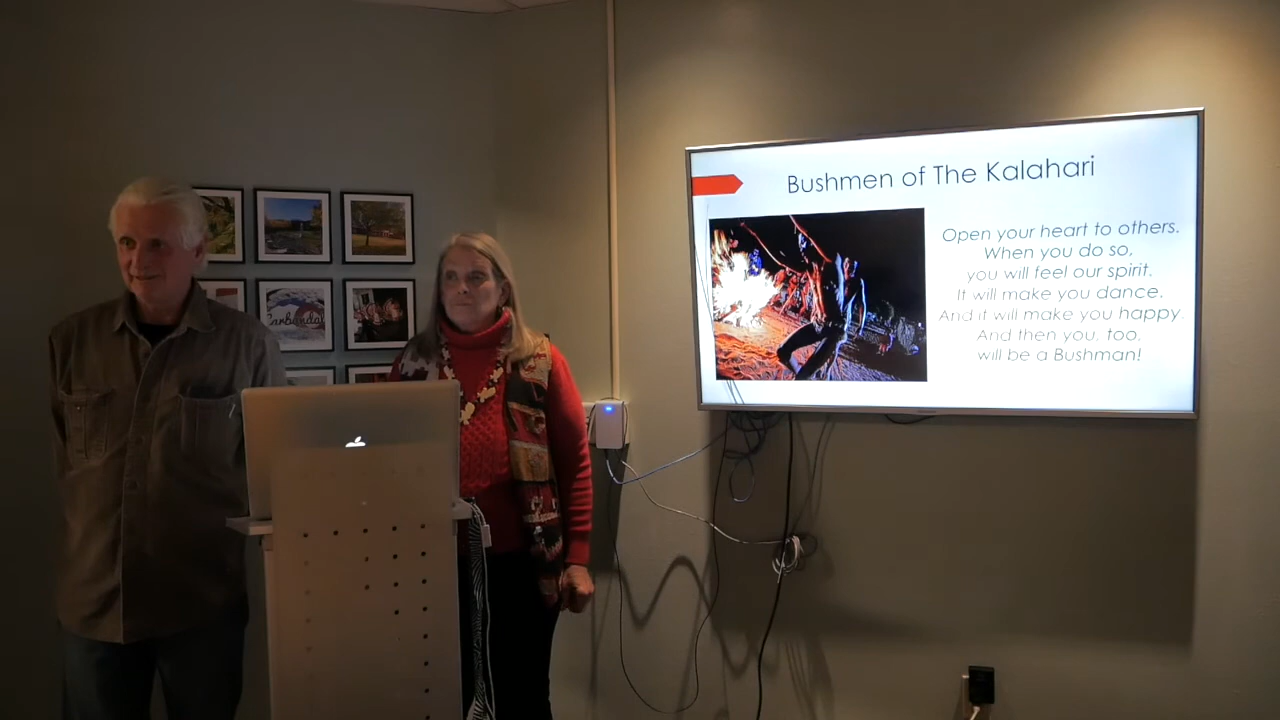 Bushmen of The Kalahari
Open your heart to others.
When you do so,
you will feel our spirit.
It will make you dance.
And it will make you happy.
And then you, too,
will be a Bushman!